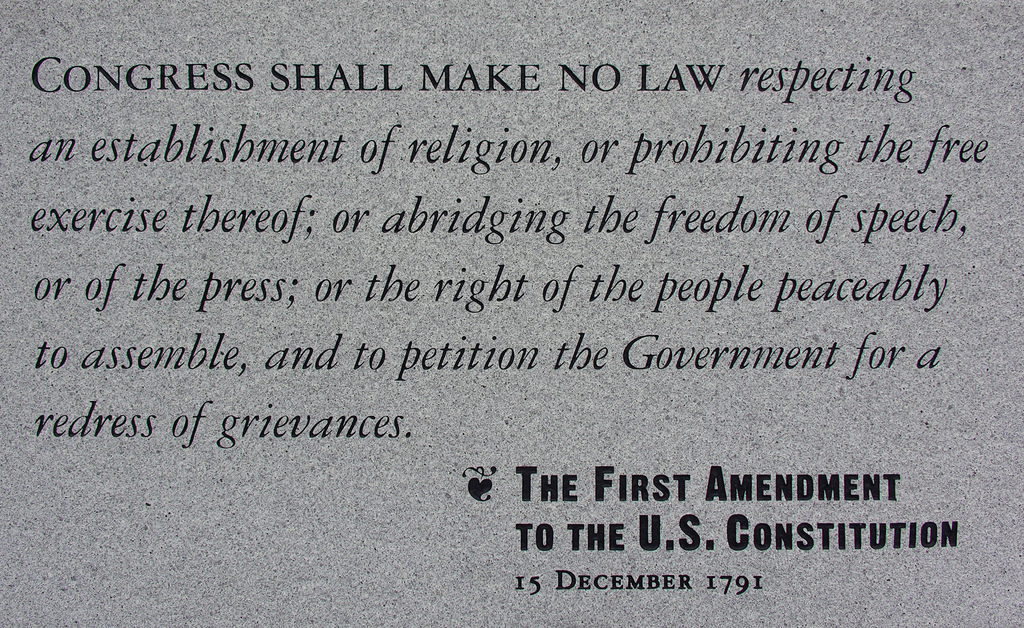 CONGRESS SHALL MAKE NO LAW respecting
an establishment of religion, or prohibiting the free
exercise thereof; or abridging the freedom of speech,
or of the press; or the right of the people peaceably
to assemble, and to petition the Government for a
redress of grievances.
❦ THE FIRST AMENDMENT
TO THE U.S. CONSTITUTION
15 DECEMBER 1791